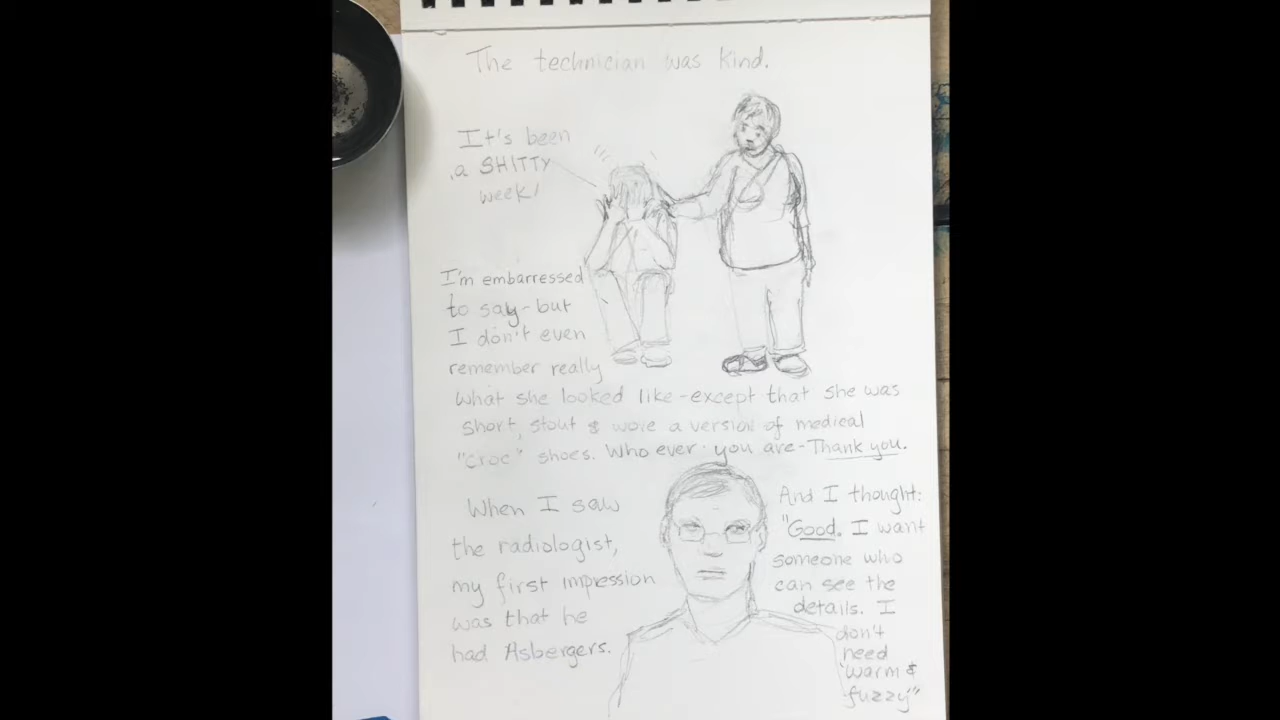 The technician was kind.
It's been
a SHITTY
week!
I'm embarressed
to say-but
I don't even
remember really
what she looked like-except that she was
short, stout & wore a version of medical
"croc" shoes. Who ever you are-Thank you.
When I saw
the radiologist,
my first impression
was that he
had Asbergers.
And I thought:
"Good. I want
someone who
can see the
details. I
don't
need
'warm &
fuzzy"